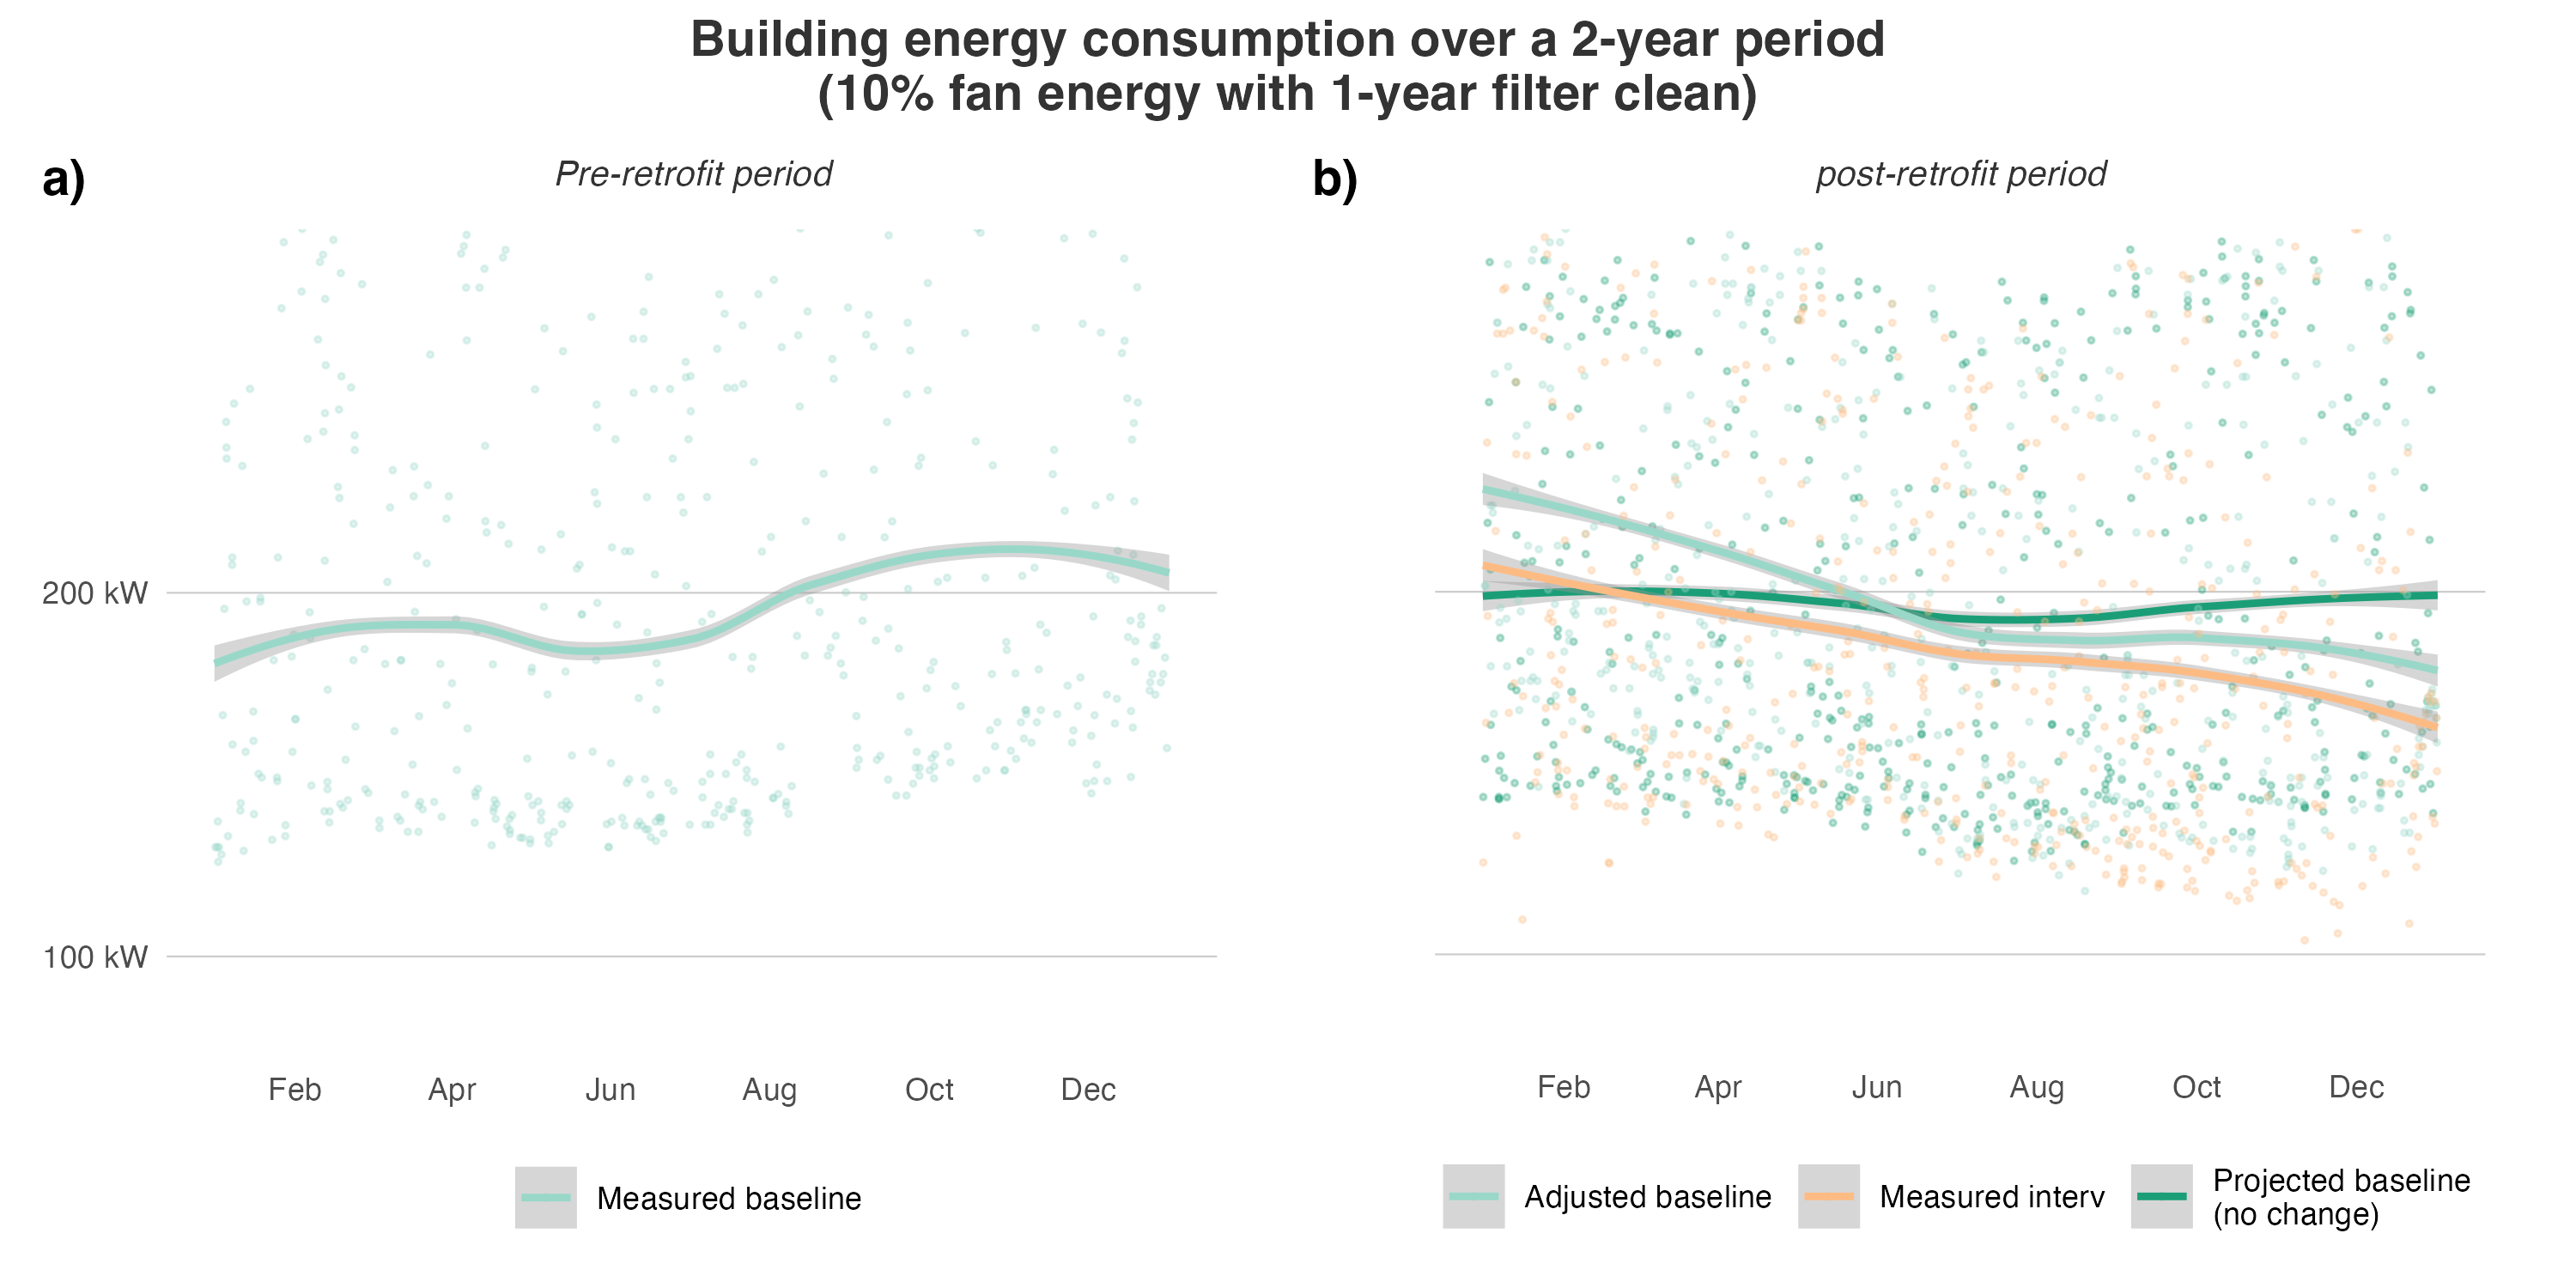 Building energy consumption over a 2-year period
(10% fan energy with 1-year filter clean)
a)
Pre-retrofit period
200 kW
100 kW
Feb Apr Jun Aug Oct Dec
Measured baseline
b)
post-retrofit period
Feb Apr Jun Aug Oct Dec
Adjusted baseline
Measured interv
Projected baseline
(no change)